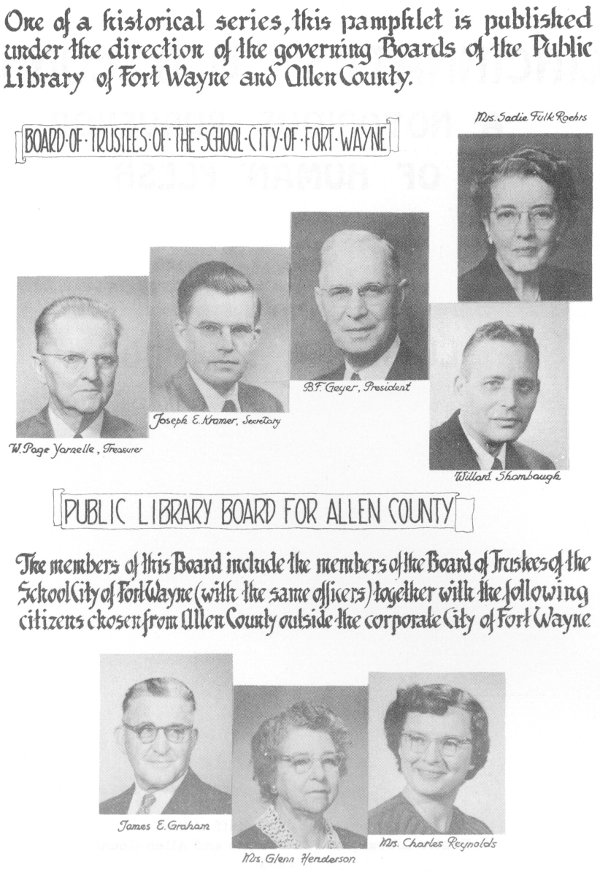 One of a historical series, this pamphlet is published
under the direction of the governing Boards of the Public
Library of Fort Wayne and Allen County.
BOARD·OF·TRUSTEES·OF·THE·SCHOOL·CITY·OF·FORT·WAYNE
Mrs. Sadie Fulk Roehrs
B.F. Geyer, President
Joseph E. Kramer, Secretary
W. Page Yarnelle, Treasurer
Willard Shambaugh
PUBLIC LIBRARY BOARD FOR ALLEN COUNTY
The members of this Board include the members of the Board of Trustees of the
School City of Fort Wayne (with the same officers) together with the following
citizens chosen from Allen County outside the corporate City of Fort Wayne
James E. Graham
Mrs. Glenn Henderson
Mrs. Charles Reynolds